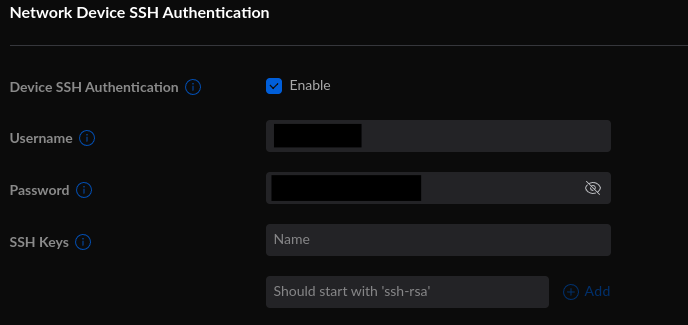 Network Device SSH Authentication
Device SSH Authentication Enable
Username
Password
SSH Keys Name
Should start with 'ssh-rsa' Add